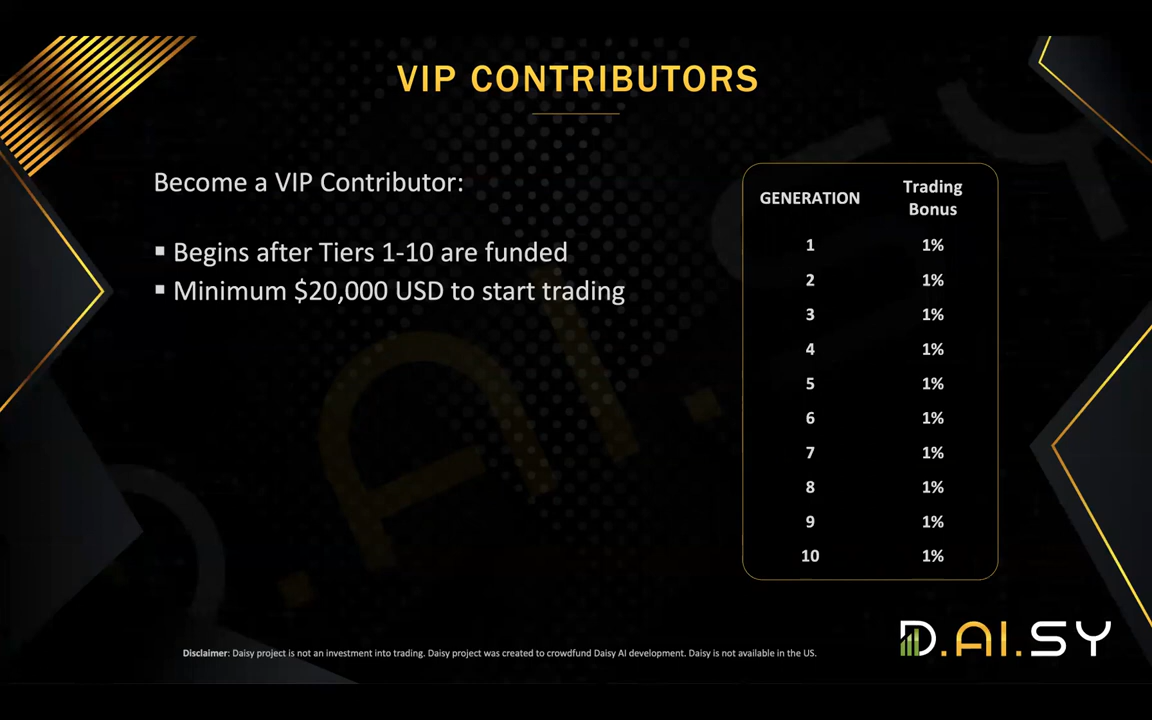 VIP CONTRIBUTORS
Become a VIP Contributor:
▪ Begins after Tiers 1-10 are funded
▪ Minimum $20,000 USD to start trading
GENERATION Trading Bonus
1 1%
2 1%
3 1%
4 1%
5 1%
6 1%
7 1%
8 1%
9 1%
10 1%
D.AI.SY
Disclaimer: Daisy project is not an investment into trading. Daisy project was created to crowdfund Daisy AI development. Daisy is not available in the US.